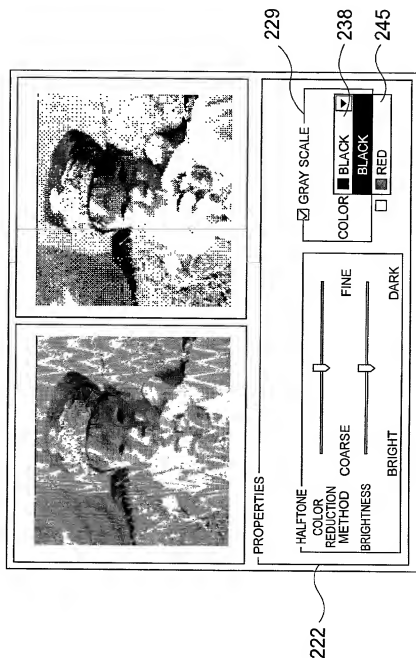 PROPERTIES
HALFTONE
COLOR
REDUCTION
METHOD
COARSE
FINE
BRIGHTNESS
BRIGHT
DARK
GRAY SCALE
COLOR
BLACK
BLACK
RED
222
229
238
245